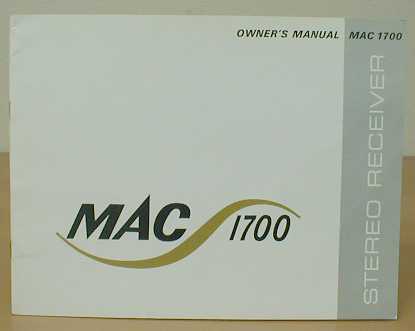 OWNER'S MANUAL MAC 1700
STEREO RECEIVER
MAC 1700